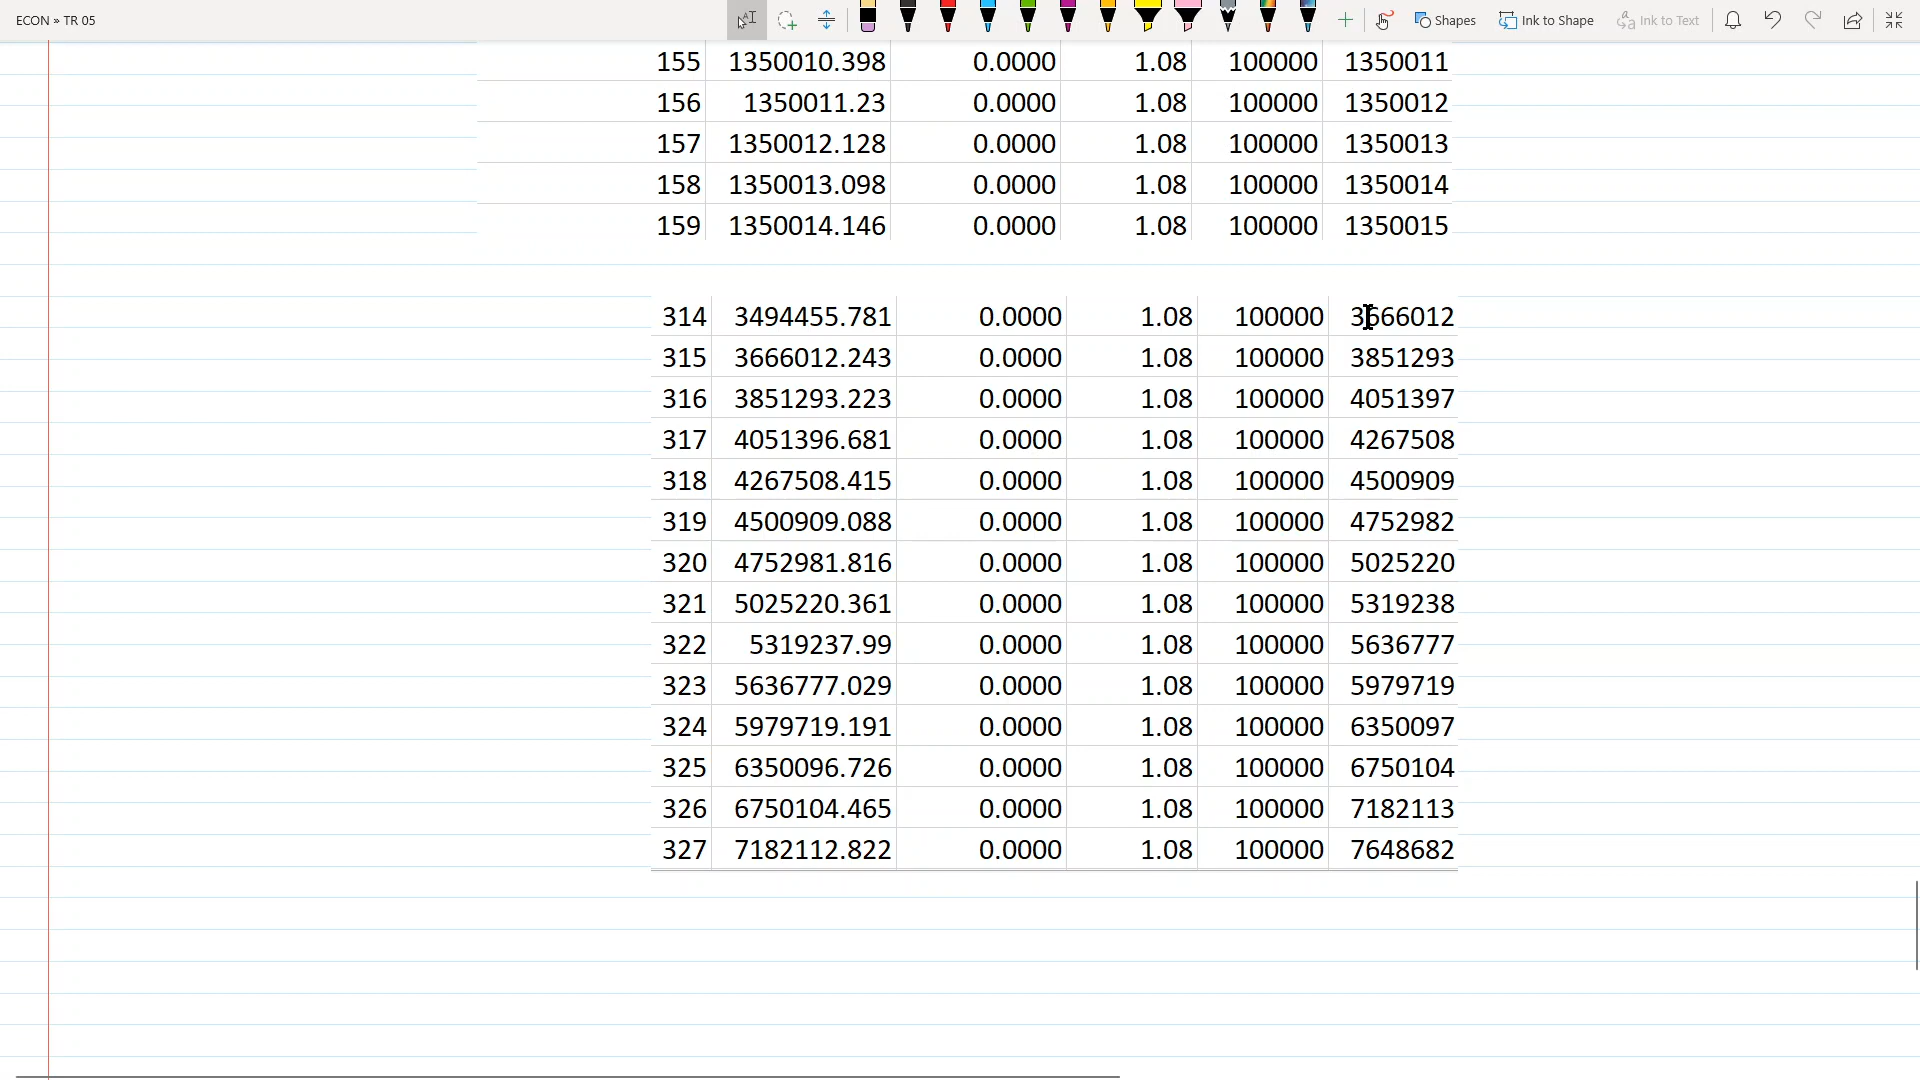 ECON » TR 05
Shapes
Ink to Shape
Ink to Text
155 1350010.398 0.0000 1.08 100000 1350011
156 1350011.23 0.0000 1.08 100000 1350012
157 1350012.128 0.0000 1.08 100000 1350013
158 1350013.098 0.0000 1.08 100000 1350014
159 1350014.146 0.0000 1.08 100000 1350015
314 3494455.781 0.0000 1.08 100000 3666012
315 3666012.243 0.0000 1.08 100000 3851293
316 3851293.223 0.0000 1.08 100000 4051397
317 4051396.681 0.0000 1.08 100000 4267508
318 4267508.415 0.0000 1.08 100000 4500909
319 4500909.088 0.0000 1.08 100000 4752982
320 4752981.816 0.0000 1.08 100000 5025220
321 5025220.361 0.0000 1.08 100000 5319238
322 5319237.99 0.0000 1.08 100000 5636777
323 5636777.029 0.0000 1.08 100000 5979719
324 5979719.191 0.0000 1.08 100000 6350097
325 6350096.726 0.0000 1.08 100000 6750104
326 6750104.465 0.0000 1.08 100000 7182113
327 7182112.822 0.0000 1.08 100000 7648682